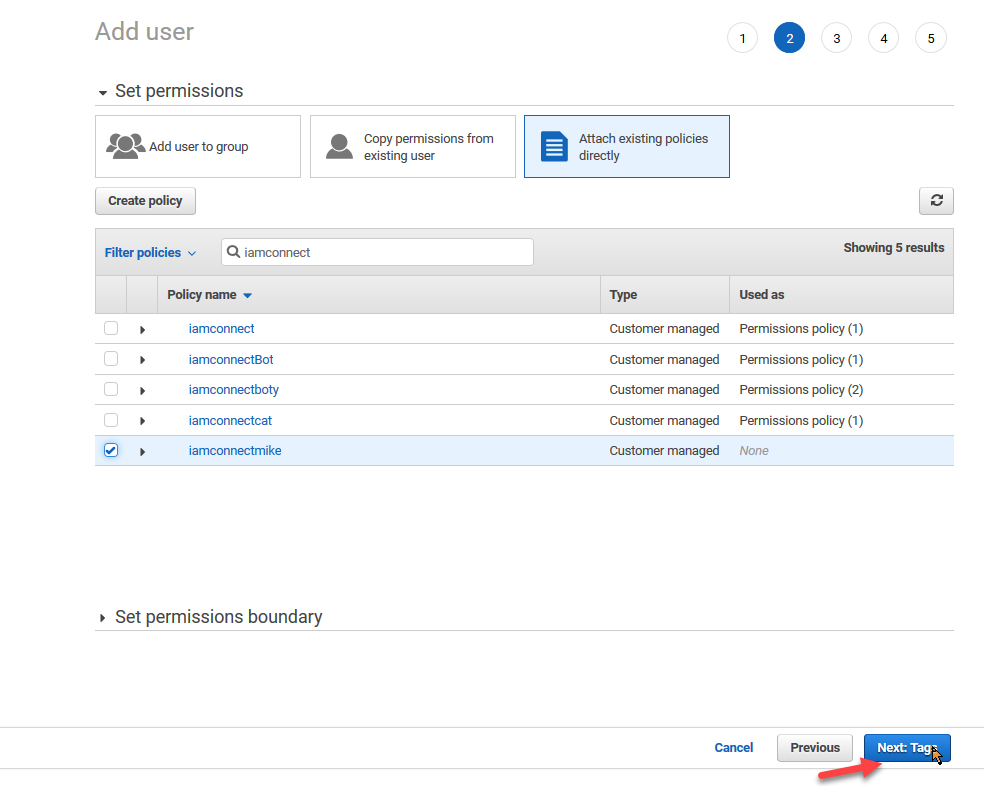 Add user
1 2 3 4 5
Set permissions
Add user to group
Copy permissions from
existing user
Attach existing policies
directly
Create policy
Filter policies
iamconnect
Showing 5 results
Policy name Type Used as
iamconnect Customer managed Permissions policy (1)
iamconnectBot Customer managed Permissions policy (1)
iamconnectboty Customer managed Permissions policy (2)
iamconnectcat Customer managed Permissions policy (1)
iamconnectmike Customer managed None
Set permissions boundary
Cancel Previous Next: Tags